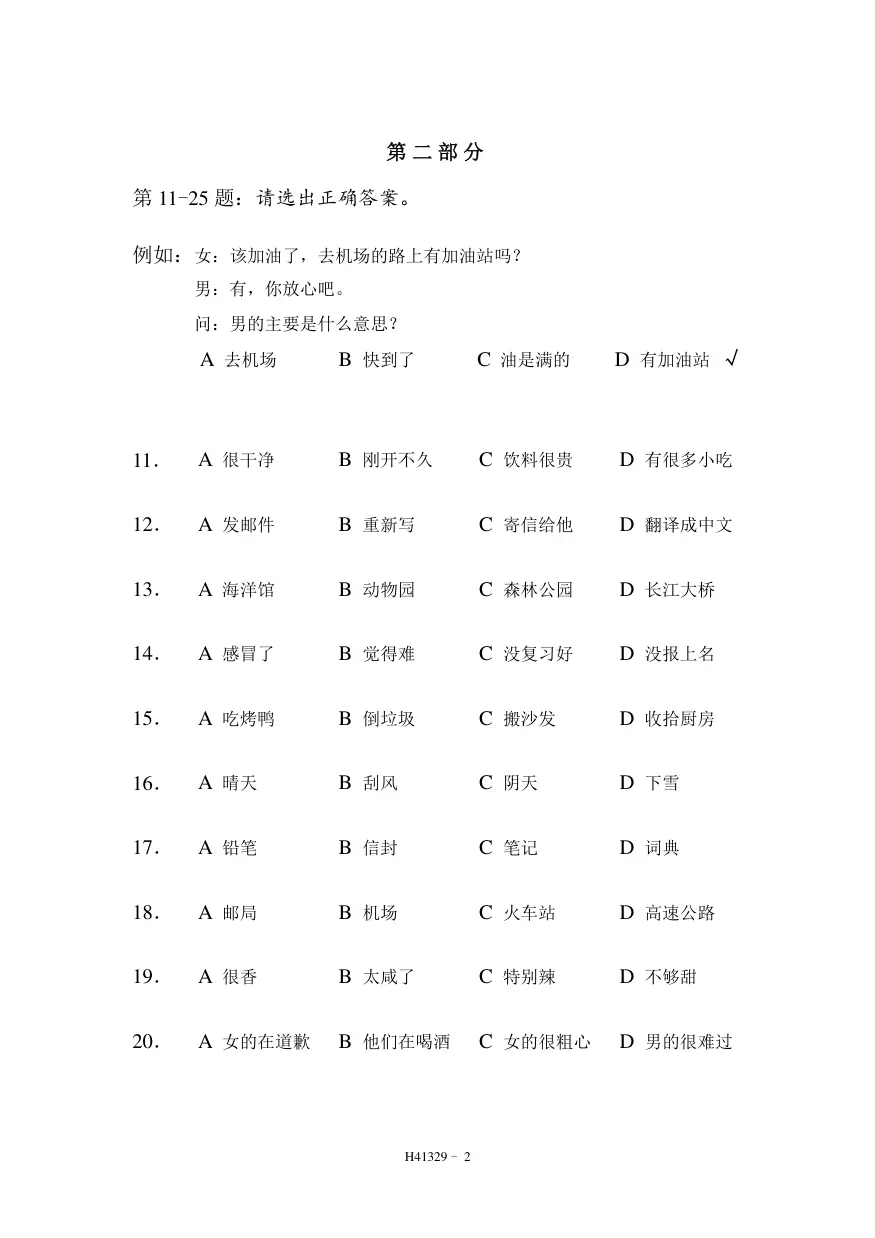 第二部分
第 11-25 题：请选出正确答案。
例如：女：该加油了，去机场的路上有加油站吗？
男：有，你放心吧。
问：男的主要是什么意思？
A 去机场 B 快到了 C 油是满的 D 有加油站 √
11． A 很干净 B 刚开不久 C 饮料很贵 D 有很多小吃
12． A 发邮件 B 重新写 C 寄信给他 D 翻译成中文
13． A 海洋馆 B 动物园 C 森林公园 D 长江大桥
14． A 感冒了 B 觉得难 C 没复习好 D 没报上名
15． A 吃烤鸭 B 倒垃圾 C 搬沙发 D 收拾厨房
16． A 晴天 B 刮风 C 阴天 D 下雪
17． A 铅笔 B 信封 C 笔记 D 词典
18． A 邮局 B 机场 C 火车站 D 高速公路
19． A 很香 B 太咸了 C 特别辣 D 不够甜
20． A 女的在道歉 B 他们在喝酒 C 女的很粗心 D 男的很难过
H41329 - 2